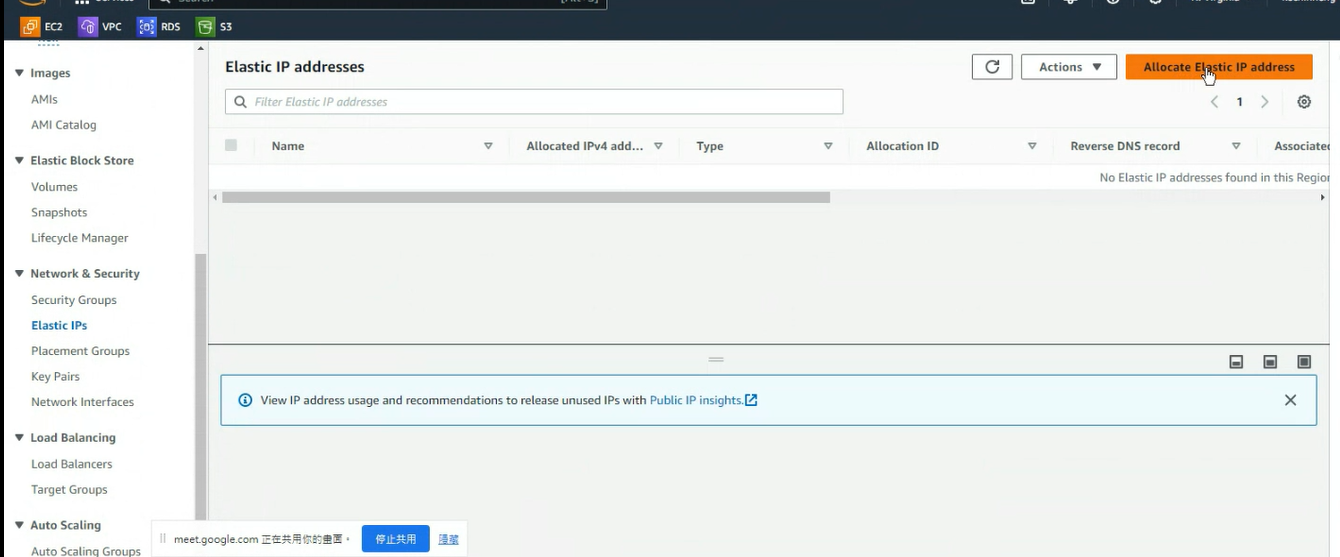 EC2 VPC RDS S3
Images
AMIs
AMI Catalog
Elastic Block Store
Volumes
Snapshots
Lifecycle Manager
Network & Security
Security Groups
Elastic IPs
Placement Groups
Key Pairs
Network Interfaces
Load Balancing
Load Balancers
Target Groups
Auto Scaling
Auto Scaling Groups
Elastic IP addresses
Actions
Allocate Elastic IP address
Filter Elastic IP addresses
1
Name Allocated IPv4 add... Type Allocation ID Reverse DNS record Associated
No Elastic IP addresses found in this Region
View IP address usage and recommendations to release unused IPs with Public IP insights.
meet.google.com 正在共用你的畫面。
停止共用
隱藏